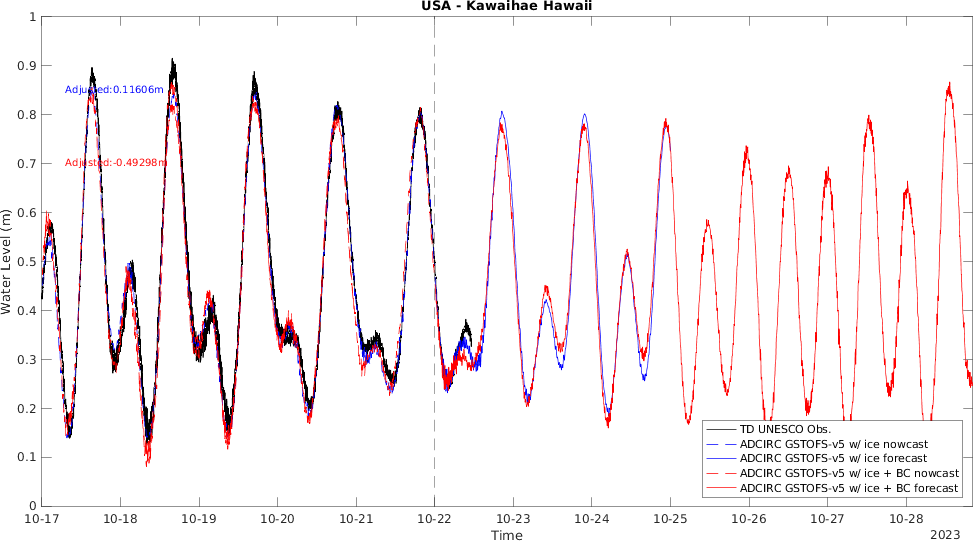 USA - Kawaihae Hawaii
1
0.9
Adjusted:0.11606m
0.8
0.7
Adjusted:-0.49298m
0.6
0.5
Water Level (m)
0.4
0.3
0.2
0.1
0
TD UNESCO Obs.
ADCIRC GSTOFS-v5 w/ ice nowcast
ADCIRC GSTOFS-v5 w/ ice forecast
ADCIRC GSTOFS-v5 w/ ice + BC nowcast
ADCIRC GSTOFS-v5 w/ ice + BC forecast
10-17 10-18 10-19 10-20 10-21 10-22 10-23 10-24 10-25 10-26 10-27 10-28
Time
2023